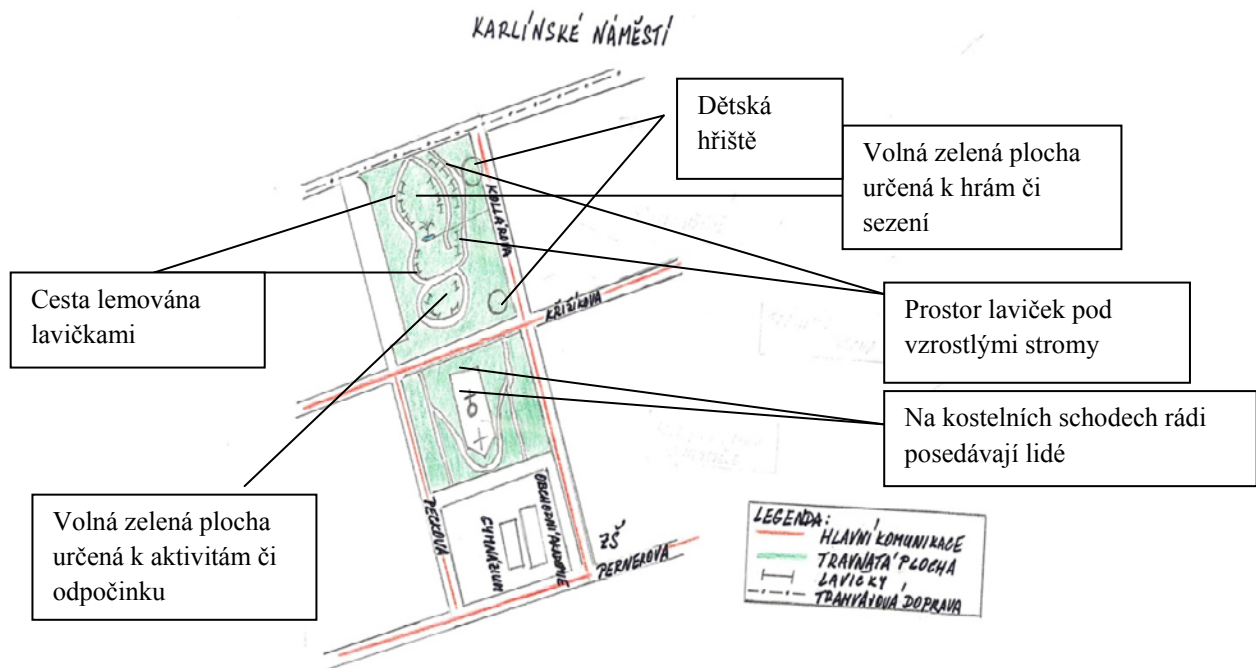 KARLÍNSKÉ NÁMĚSTÍ
Dětská
hřiště
Volná zelená plocha
určená k hrám či
sezení
KOLLÁROVA
Cesta lemována
lavičkami
KŘIŽÍKOVA
Prostor laviček pod
vzrostlými stromy
Na kostelních schodech rádi
posedávají lidé
Volná zelená plocha
určená k aktivitám či
odpočinku
PECKOVA
GYMNÁZIUM
OBCHODNÍ AKADEMIE
ZŠ
PERNEROVA
LEGENDA:
HLAVNÍ KOMUNIKACE
TRAVNATÁ PLOCHA
LAVIČKY
TRAMVAJOVÁ DOPRAVA